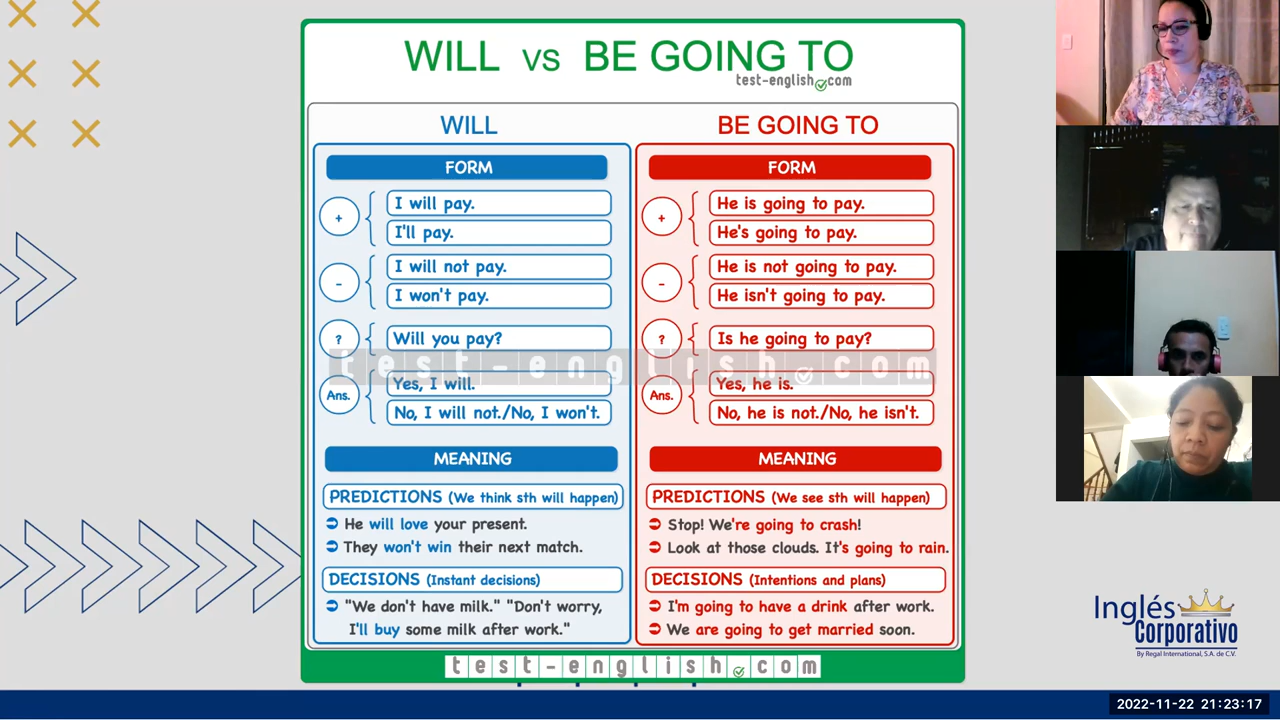 WILL VS BE GOING TO
test-english.com
WILL
FORM
+
I will pay.
I'll pay.
-
I will not pay.
I won't pay.
?
Will you pay?
Ans.
Yes, I will.
No, I will not./No, I won't.
MEANING
PREDICTIONS (We think sth will happen)
He will love your present.
They won't win their next match.
DECISIONS (Instant decisions)
"We don't have milk." "Don't worry,
I'll buy some milk after work."
BE GOING TO
FORM
+
He is going to pay.
He's going to pay.
-
He is not going to pay.
He isn't going to pay.
?
Is he going to pay?
Ans.
Yes, he is.
No, he is not./No, he isn't.
MEANING
PREDICTIONS (We see sth will happen)
Stop! We're going to crash!
Look at those clouds. It's going to rain.
DECISIONS (Intentions and plans)
I'm going to have a drink after work.
We are going to get married soon.
test-english.com
test-english.com
Inglés
Corporativo
By Regal International, S.A. de C.V.
2022-11-22 21:23:17